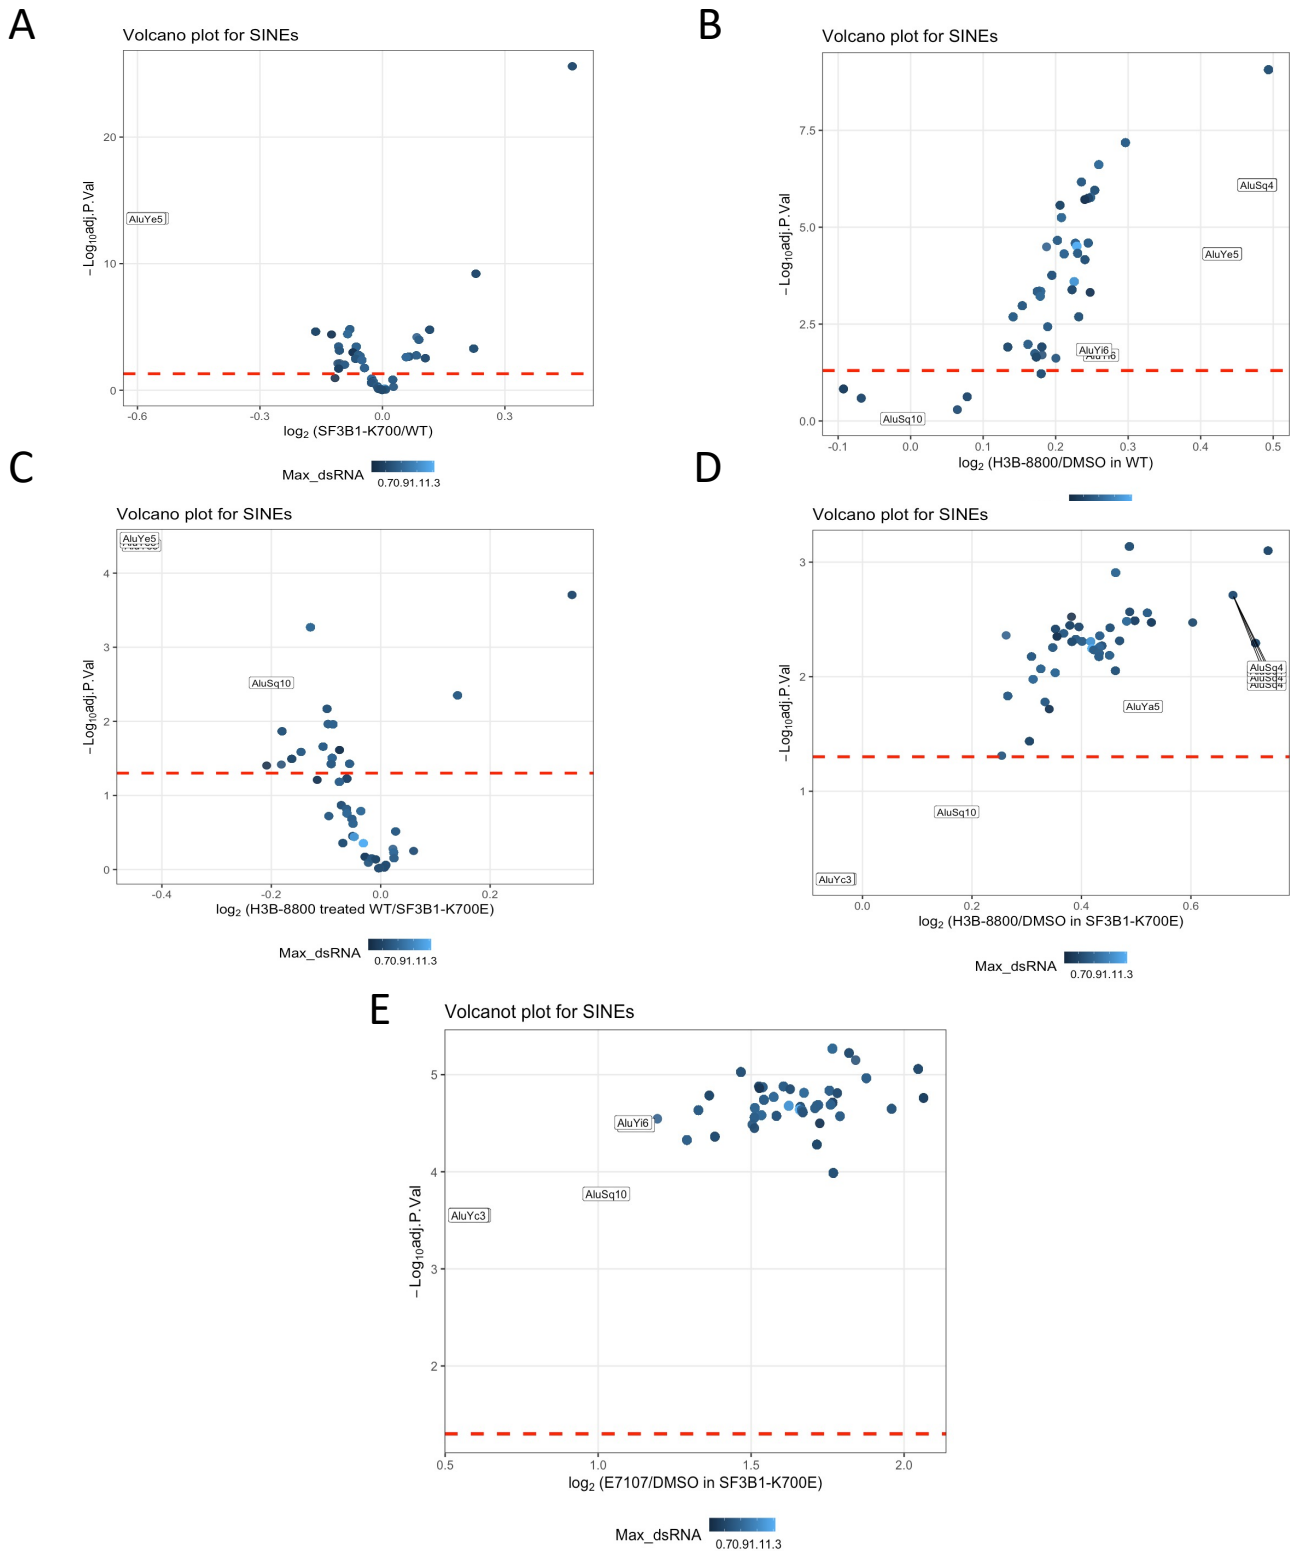 A
Volcano plot for SINEs
20
10
0
−Log10adj.P.Val
AluYe5
-0.6 -0.3 0.0 0.3
log2 (SF3B1-K700/WT)
Max_dsRNA
0.70.91.11.3
B
Volcano plot for SINEs
7.5
5.0
2.5
0.0
−Log10adj.P.Val
AluSq4
AluYe5
AluYi6
AluSq10
-0.1 0.0 0.1 0.2 0.3 0.4 0.5
log2 (H3B-8800/DMSO in WT)
C
Volcano plot for SINEs
AluYe5
4
3
2
1
0
−Log10adj.P.Val
AluSq10
-0.4 -0.2 0.0 0.2
log2 (H3B-8800 treated WT/SF3B1-K700E)
Max_dsRNA
0.70.91.11.3
D
Volcano plot for SINEs
3
2
1
−Log10adj.P.Val
AluSq4
AluSq4
AluSq4
AluYa5
AluSq10
AluYc3
0.0 0.2 0.4 0.6
log2 (H3B-8800/DMSO in SF3B1-K700E)
Max_dsRNA
0.70.91.11.3
E
Volcanot plot for SINEs
5
4
3
2
−Log10adj.P.Val
AluYi6
AluSq10
AluYc3
0.5 1.0 1.5 2.0
log2 (E7107/DMSO in SF3B1-K700E)
Max_dsRNA
0.70.91.11.3